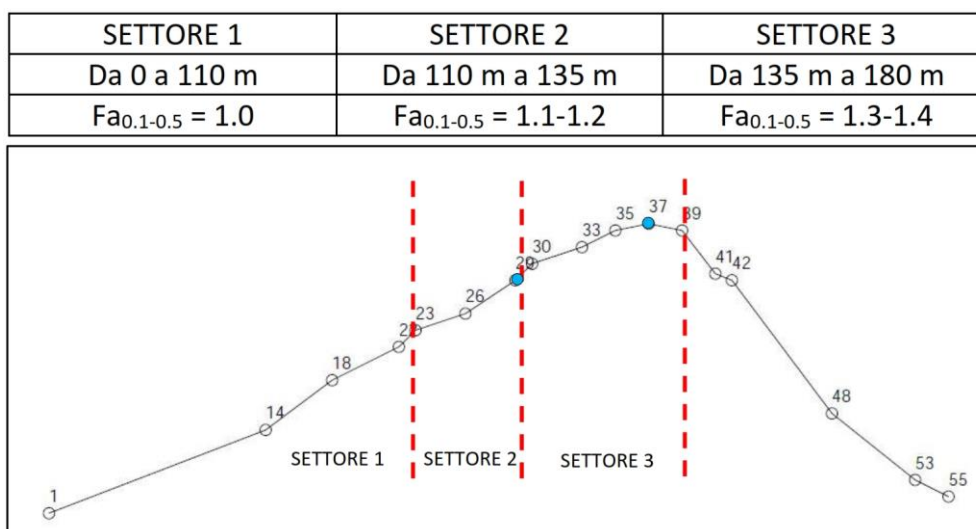 SETTORE 1 SETTORE 2 SETTORE 3
Da 0 a 110 m Da 110 m a 135 m Da 135 m a 180 m
Fa0.1-0.5 = 1.0 Fa0.1-0.5 = 1.1-1.2 Fa0.1-0.5 = 1.3-1.4
37
35 39
33
30
29 41 42
23 26
22
18
48
14
SETTORE 1 SETTORE 2 SETTORE 3
53
55
1